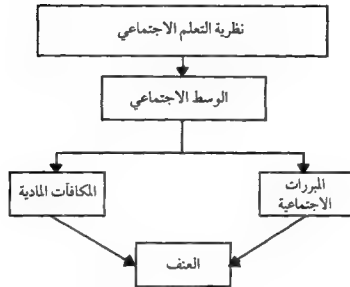 نظرية التعلم الاجتماعي
الوسط الاجتماعي
المبررات
الاجتماعية
المكافآت المادية
العنف